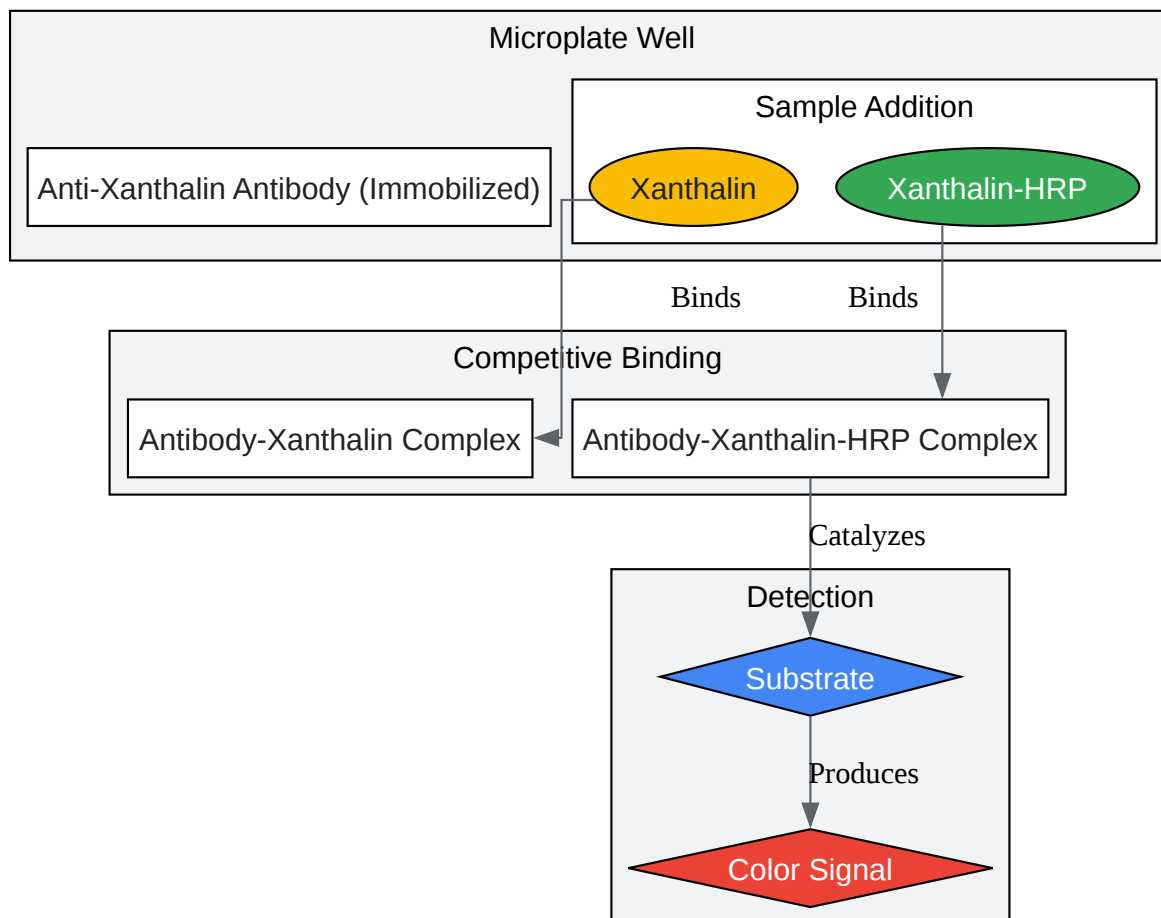 Microplate Well
Sample Addition
Anti-Xanthalin Antibody (Immobilized)
Xanthalin
Xanthalin-HRP
Binds
Binds
Competitive Binding
Antibody-Xanthalin Complex
Antibody-Xanthalin-HRP Complex
Catalyzes
Detection
Substrate
Produces
Color Signal